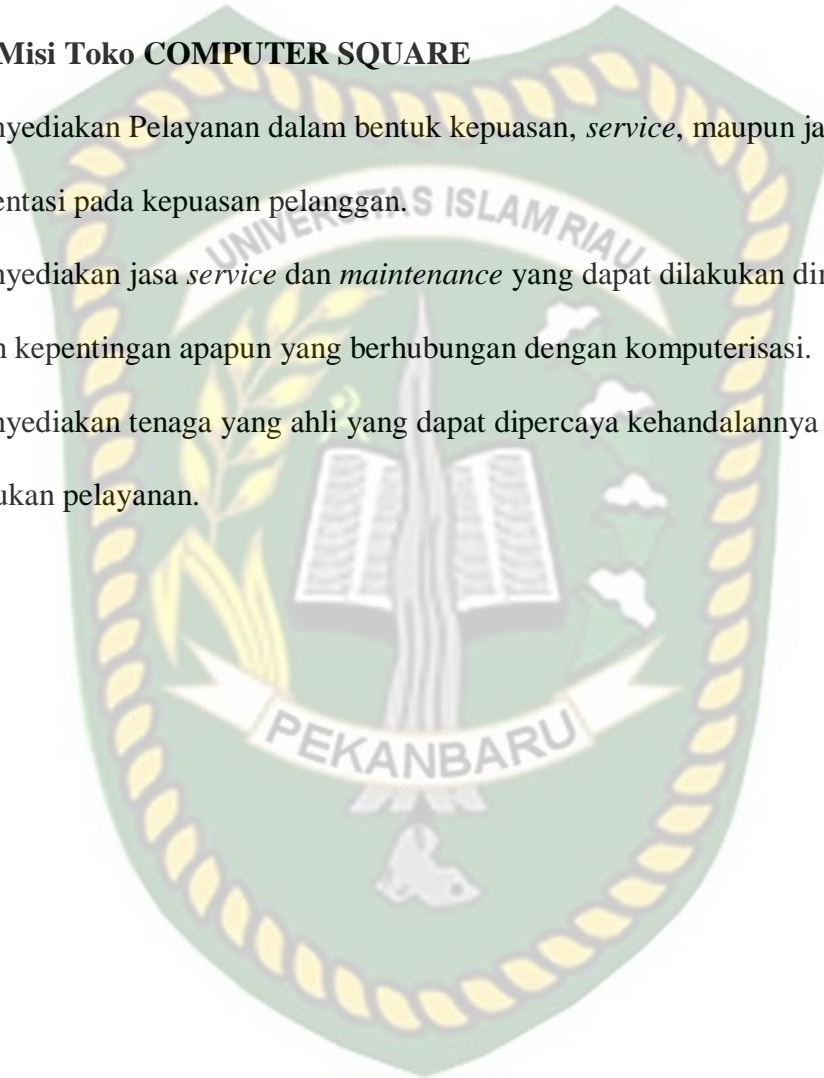 Misi Toko COMPUTER SQUARE
nyediakan Pelayanan dalam bentuk kepuasan, service, maupun ja
entasi pada kepuasan pelanggan.
UNIVERSITAS ISLAM RIAU
nyediakan jasa service dan maintenance yang dapat dilakukan di
kepentingan apapun yang berhubungan dengan komputerisasi.
nyediakan tenaga yang ahli yang dapat dipercaya kehandalannya
ukan pelayanan.
PEKANBARU